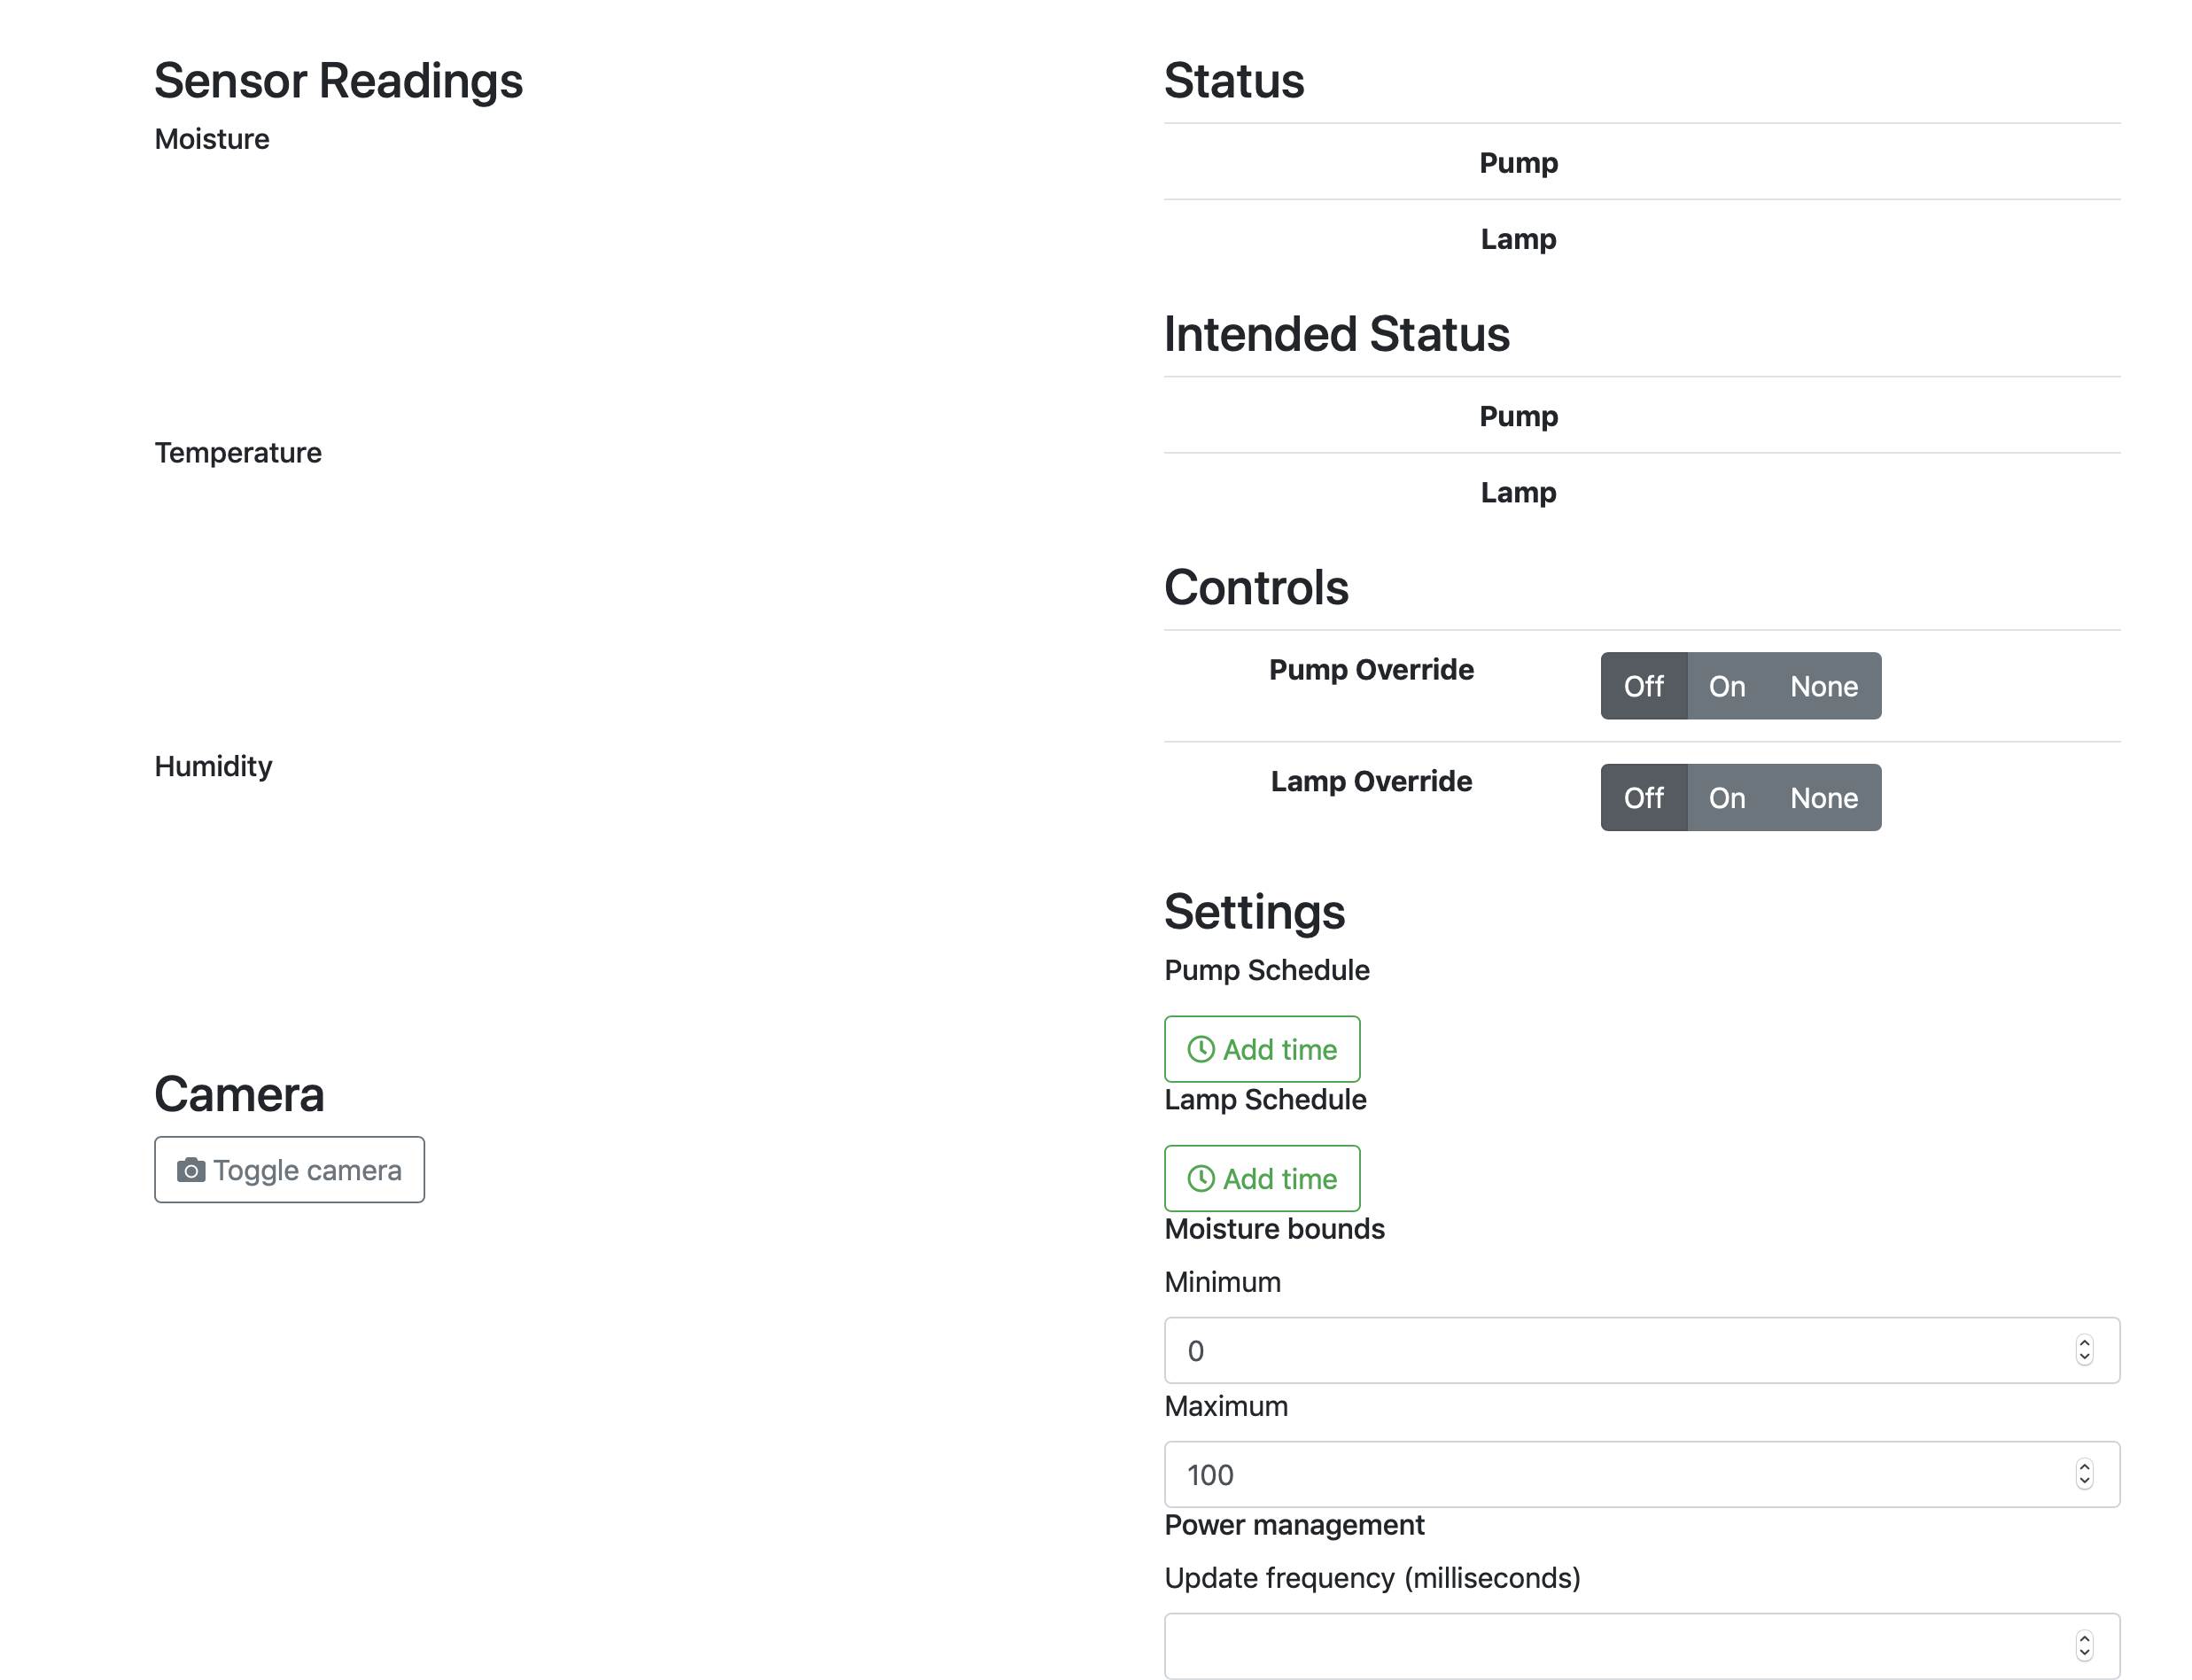 Sensor Readings
Moisture
Temperature
Humidity
Camera
Toggle camera
Status
Pump
Lamp
Intended Status
Pump
Lamp
Controls
Pump Override
Off On None
Lamp Override
Off On None
Settings
Pump Schedule
Add time
Lamp Schedule
Add time
Moisture bounds
Minimum
0
Maximum
100
Power management
Update frequency (milliseconds)